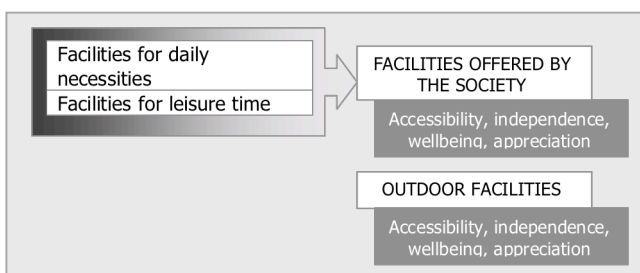 Facilities for daily
necessities
Facilities for leisure time
FACILITIES OFFERED BY
THE SOCIETY
Accessibility, independence,
wellbeing, appreciation
OUTDOOR FACILITIES
Accessibility, independence,
wellbeing, appreciation